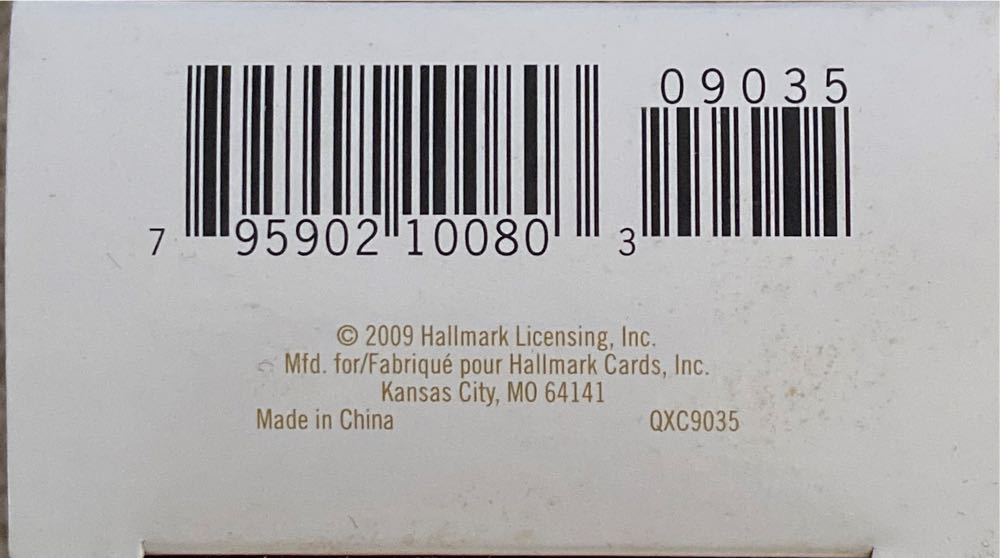 09035
7 95902 10080 3
© 2009 Hallmark Licensing, Inc.
Mfd. for/Fabriqué pour Hallmark Cards, Inc.
Kansas City, MO 64141
Made in China QXC9035